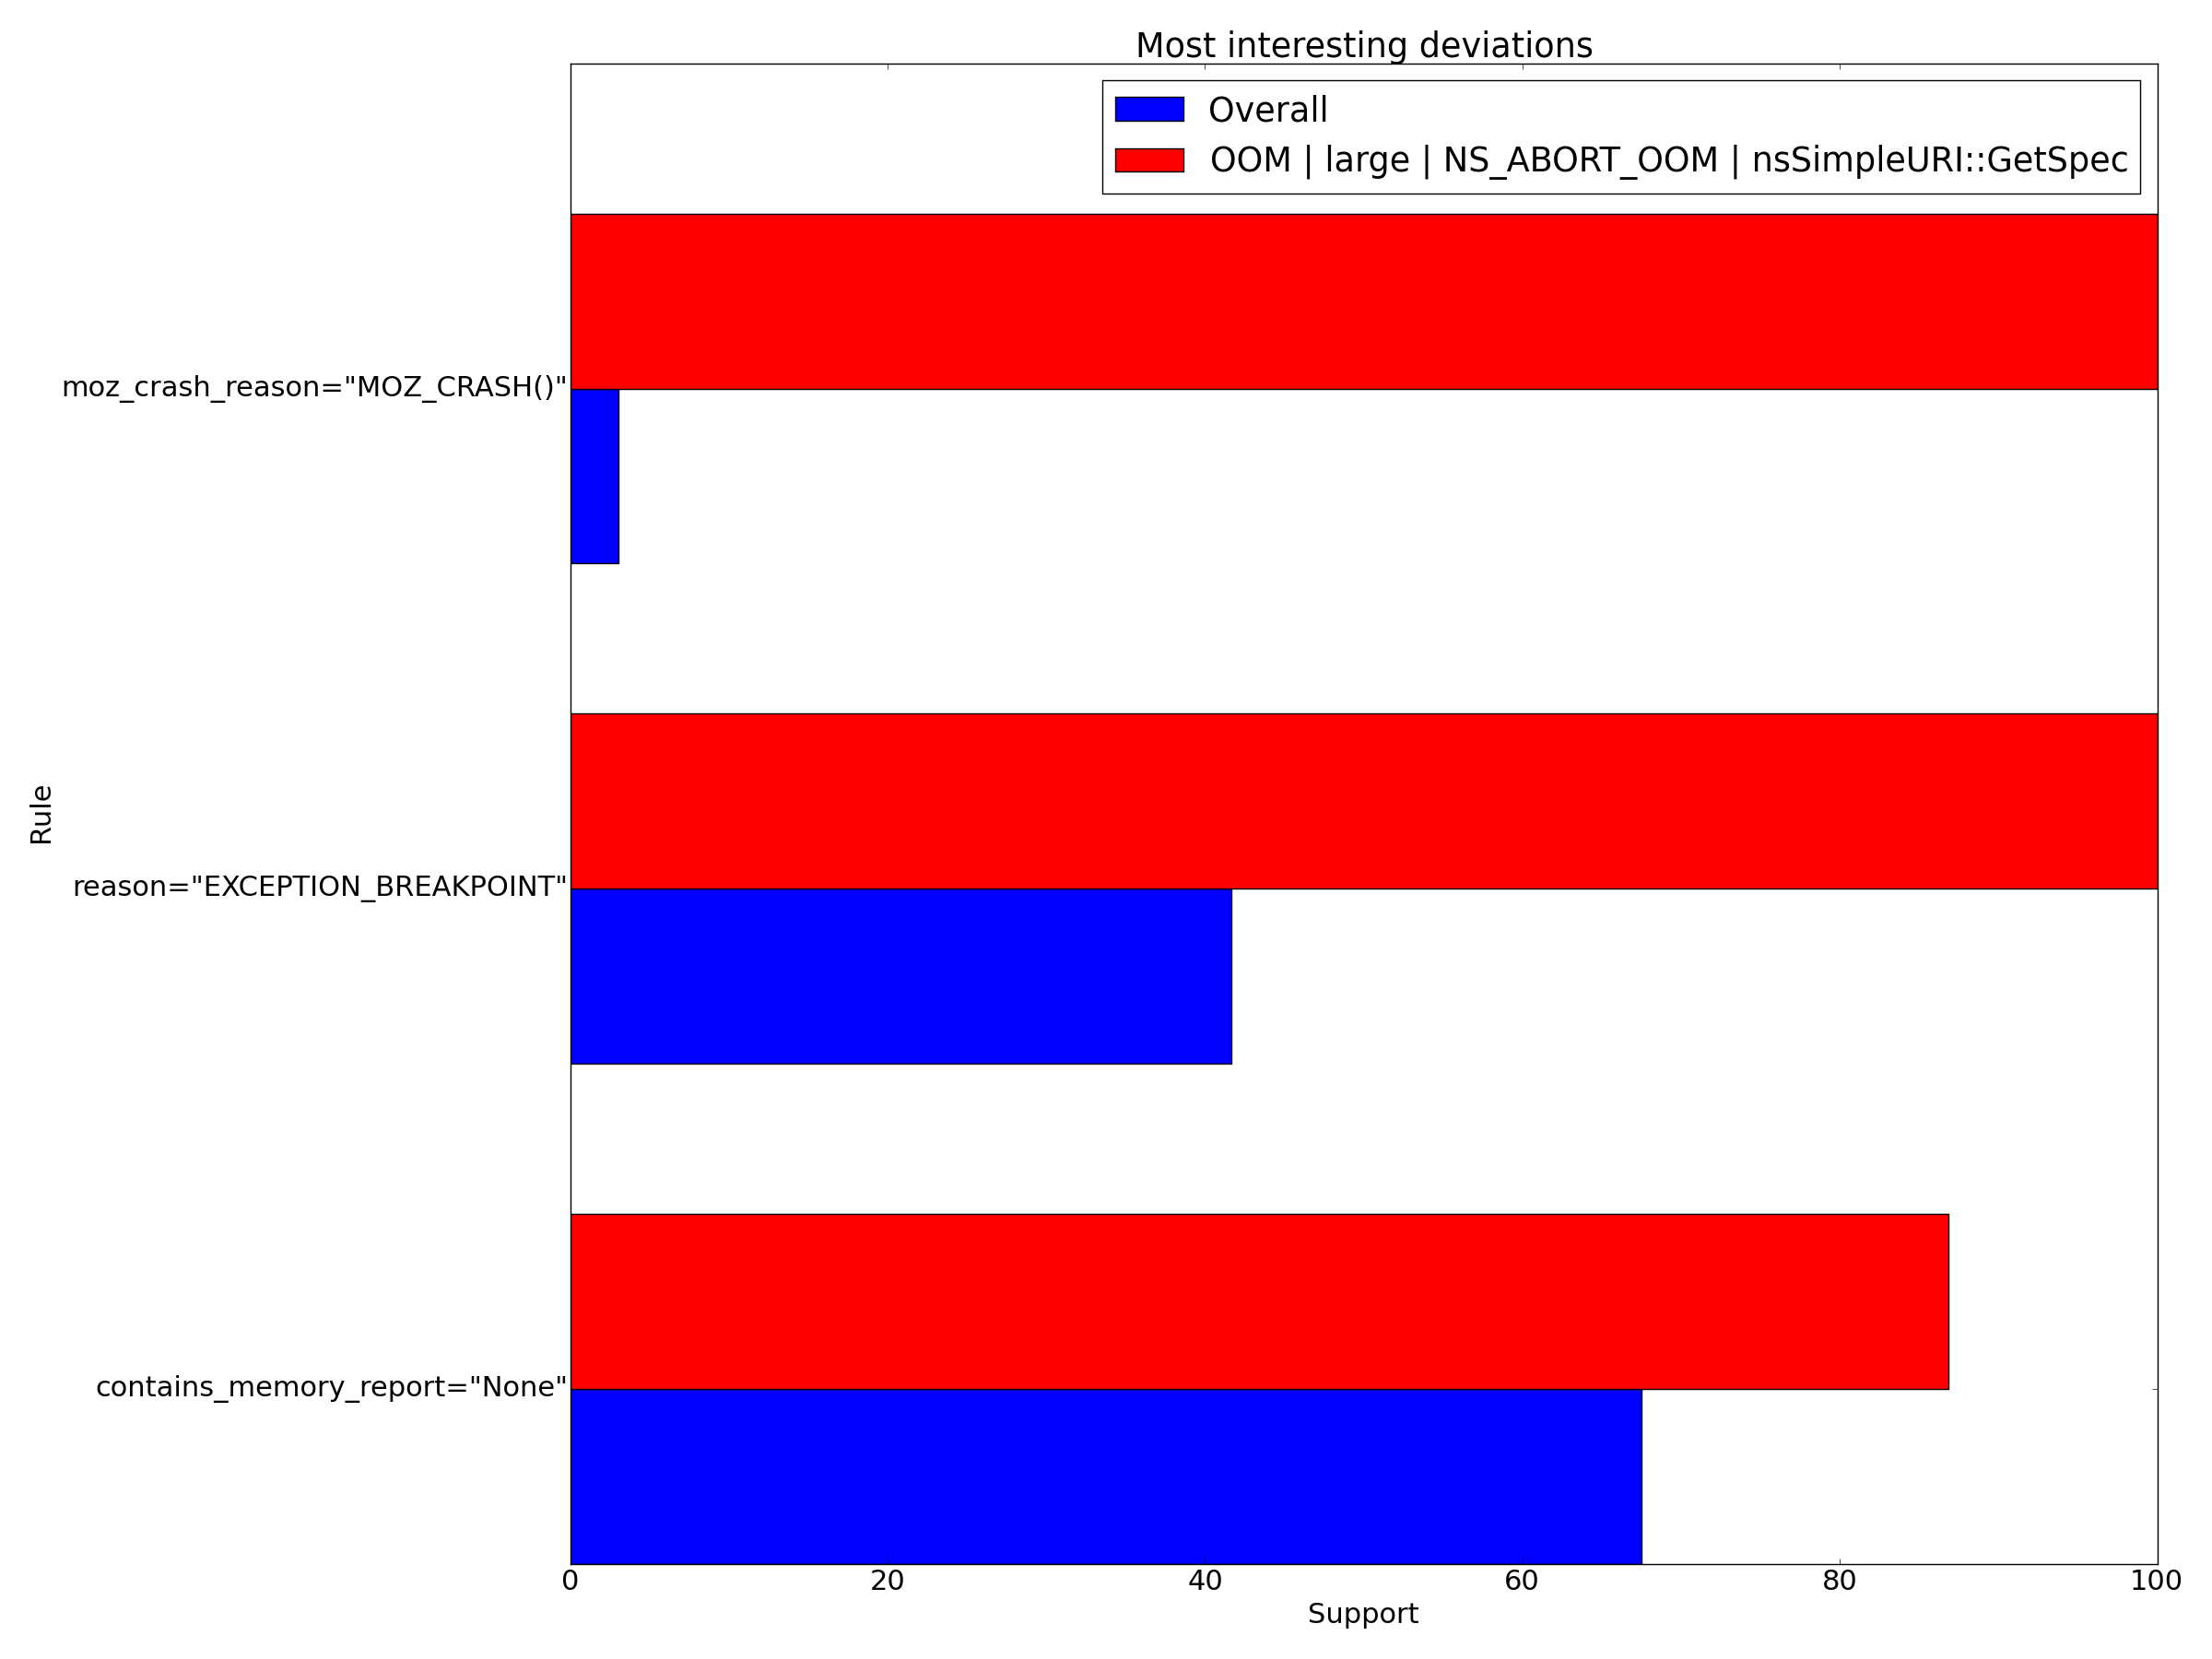 Most interesting deviations
Overall
OOM | large | NS_ABORT_OOM | nsSimpleURI::GetSpec
moz_crash_reason="MOZ_CRASH()"
reason="EXCEPTION_BREAKPOINT"
contains_memory_report="None"
Rule
0 20 40 60 80 100
Support